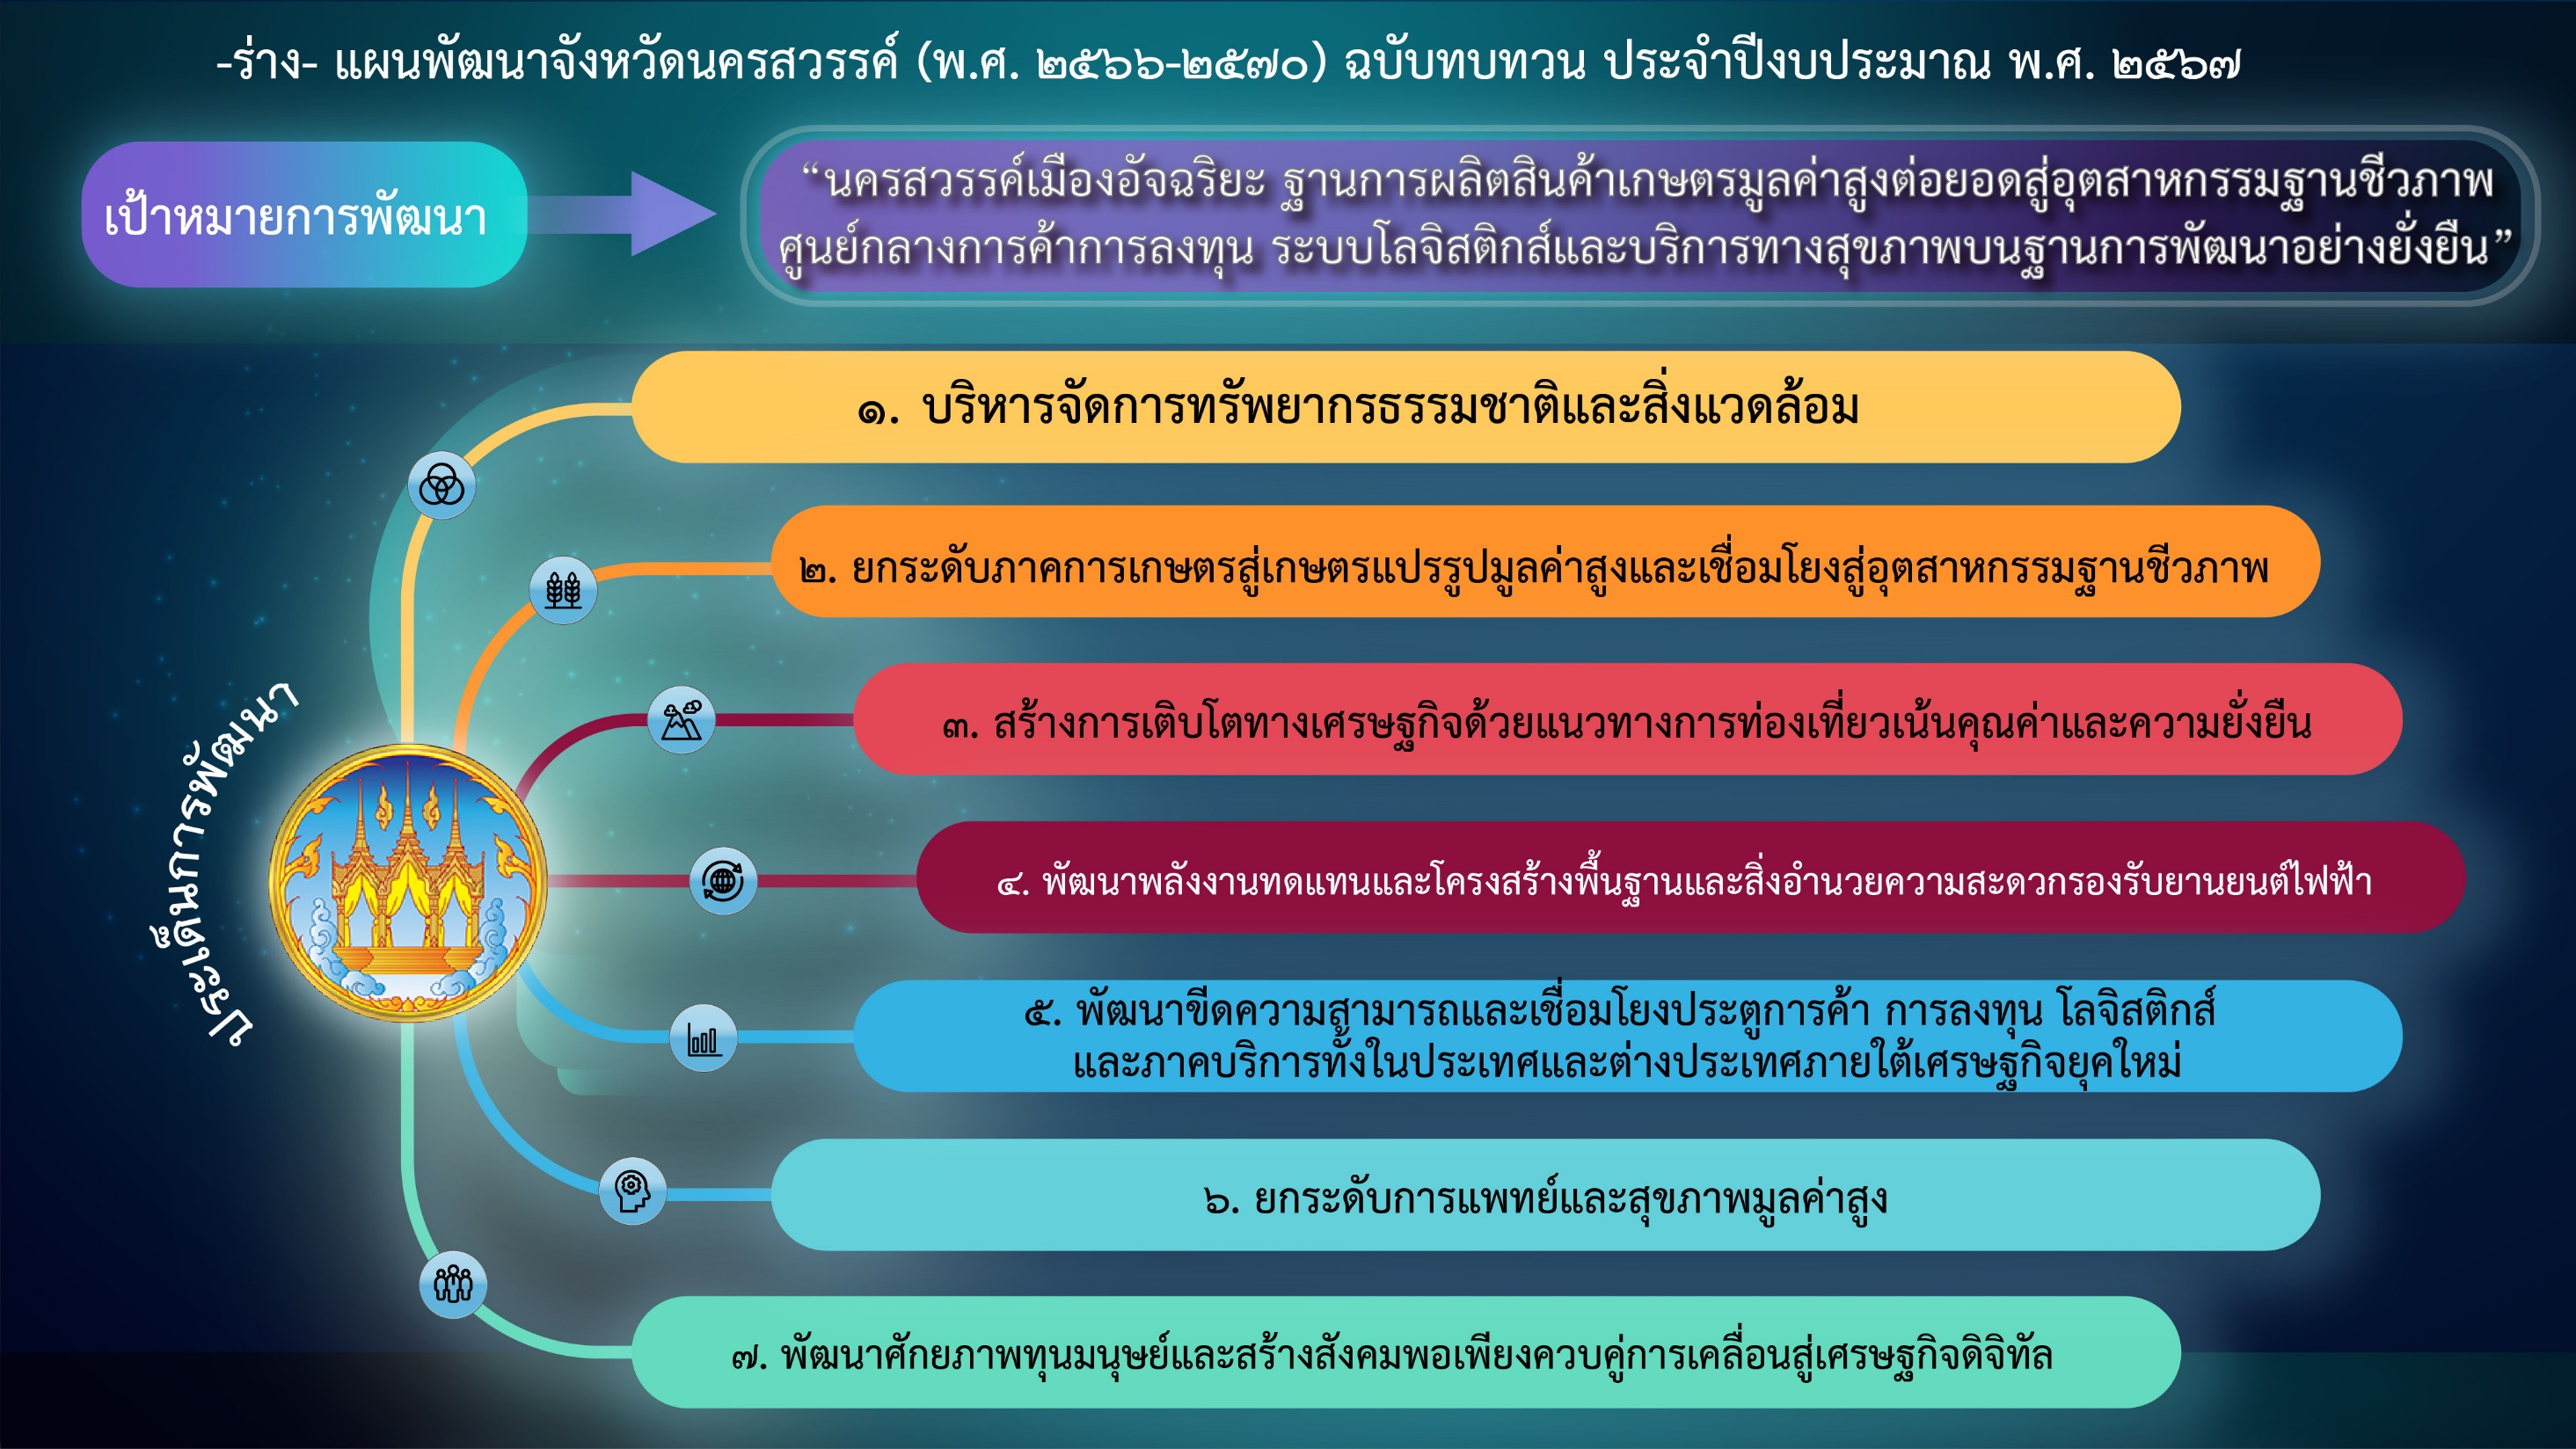 -ร่าง- แผนพัฒนาจังหวัดนครสวรรค์ (พ.ศ. ๒๕๖๖-๒๕๗๐) ฉบับทบทวน ประจำปีงบประมาณ พ.ศ. ๒๕๖๗
เป้าหมายการพัฒนา
“นครสวรรค์เมืองอัจฉริยะ ฐานการผลิตสินค้าเกษตรมูลค่าสูงต่อยอดสู่อุตสาหกรรมฐานชีวภาพ
ศูนย์กลางการค้าการลงทุน ระบบโลจิสติกส์และบริการทางสุขภาพบนฐานการพัฒนาอย่างยั่งยืน”
ประเด็นการพัฒนา
๑. บริหารจัดการทรัพยากรธรรมชาติและสิ่งแวดล้อม
๒. ยกระดับภาคการเกษตรสู่เกษตรแปรรูปมูลค่าสูงและเชื่อมโยงสู่อุตสาหกรรมฐานชีวภาพ
๓. สร้างการเติบโตทางเศรษฐกิจด้วยแนวทางการท่องเที่ยวเน้นคุณค่าและความยั่งยืน
๔. พัฒนาพลังงานทดแทนและโครงสร้างพื้นฐานและสิ่งอำนวยความสะดวกรองรับยานยนต์ไฟฟ้า
๕. พัฒนาขีดความสามารถและเชื่อมโยงประตูการค้า การลงทุน โลจิสติกส์
และภาคบริการทั้งในประเทศและต่างประเทศภายใต้เศรษฐกิจยุคใหม่
๖. ยกระดับการแพทย์และสุขภาพมูลค่าสูง
๗. พัฒนาศักยภาพทุนมนุษย์และสร้างสังคมพอเพียงควบคู่การเคลื่อนสู่เศรษฐกิจดิจิทัล